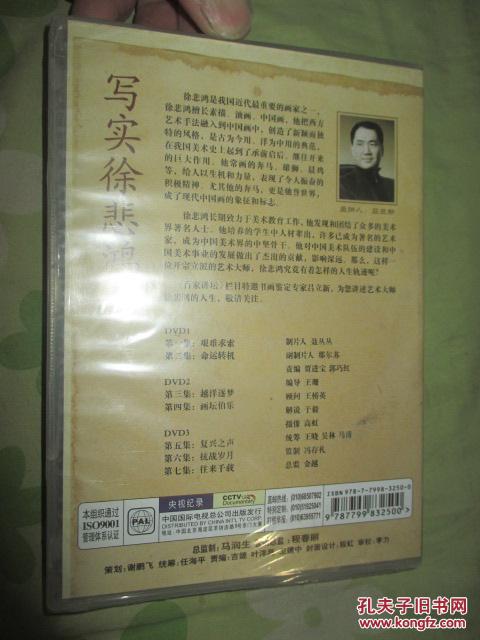 写实徐悲鸿
徐悲鸿是我国近代最重要的画家之一，
徐悲鸿擅长素描、油画、中国画，他把西方
艺术手法融入到中国画中，创造了新颖而独
特的风格，是古为今用、洋为中用的典范，
在我国美术史上起到了承前启后、继往开来
的巨大作用。他常画的奔马、雄狮、晨鸡
等，给人以生机和力量，表现了令人振奋的
积极精神。尤其他的奔马，更是驰誉世界，
成了现代中国画的象征和标志。
徐悲鸿长期致力于美术教育工作，他发现和团结了众多的美术
界著名人士。他培养的学生中人材辈出，许多已成为著名的艺术
家，成为中国美术界的中坚骨干。他对中国美术队伍的建设和中
国美术事业的发展做出了杰出的贡献，影响深远。那么，这样一
位开宗立派的艺术大师，徐悲鸿究竟有着怎样的人生轨迹呢？
《百家讲坛》栏目特邀书画鉴定专家吕立新，为您讲述艺术大师
徐悲鸿的人生，敬请关注。
DVD1
第一集：艰难求索
第二集：命运转机
DVD2
第三集：越洋逐梦
第四集：画坛伯乐
DVD3
第五集：复兴之声
第六集：抗战岁月
第七集：往来千载
制片人 聂丛丛
副制片人 那尔苏
责编 贾进宝 郭巧红
编导 王珊
顾问 王桥英
解说 于毅
摄像 高虹
统筹 王晓 吴林 马清
监制 冯存礼
总监 金越
本组织通过
ISO9001
管理体系认证
PAL
央视纪录
CCTV
Documentary
中国国际电视总公司出版发行
DISTRIBUTED BY CHINA INT'L TV CORP.
ISBN 978-7-7998-3250-0
9 787799 832500
总监制：马润生
策划：谢鹏飞 统筹：任海平
孔夫子旧书网
kongfz.com